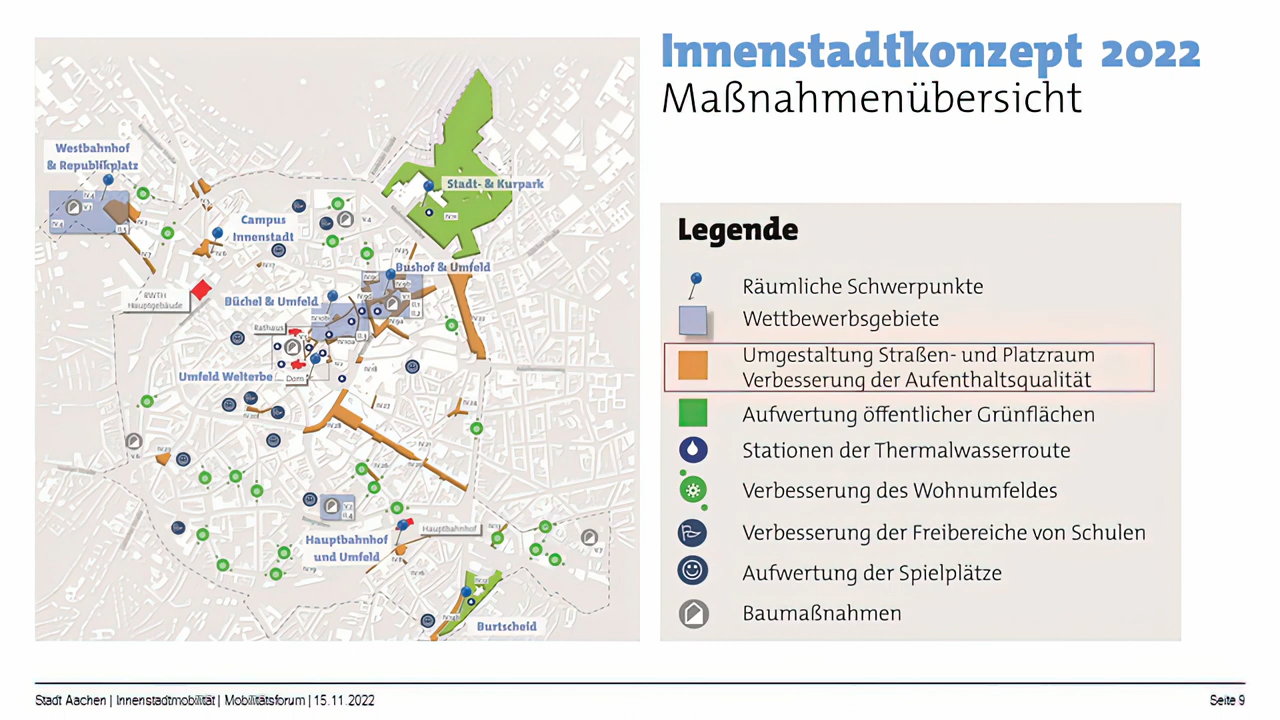 Innenstadtkonzept 2022
Maßnahmenübersicht
Westbahnhof
& Republikplatz
Stadt- & Kurpark
Campus
Innenstadt
Bushof & Umfeld
RWTH
Hauptgebäude
Büchel & Umfeld
Rathaus
Umfeld Welterbe
Dom
Hauptbahnhof
Hauptbahnhof
und Umfeld
Burtscheid
Legende
Räumliche Schwerpunkte
Wettbewerbsgebiete
Umgestaltung Straßen- und Platzraum
Verbesserung der Aufenthaltsqualität
Aufwertung öffentlicher Grünflächen
Stationen der Thermalwasserroute
Verbesserung des Wohnumfeldes
Verbesserung der Freibereiche von Schulen
Aufwertung der Spielplätze
Baumaßnahmen
Stadt Aachen | Innenstadtmobilität | Mobilitätsforum | 15.11.2022
Seite 9